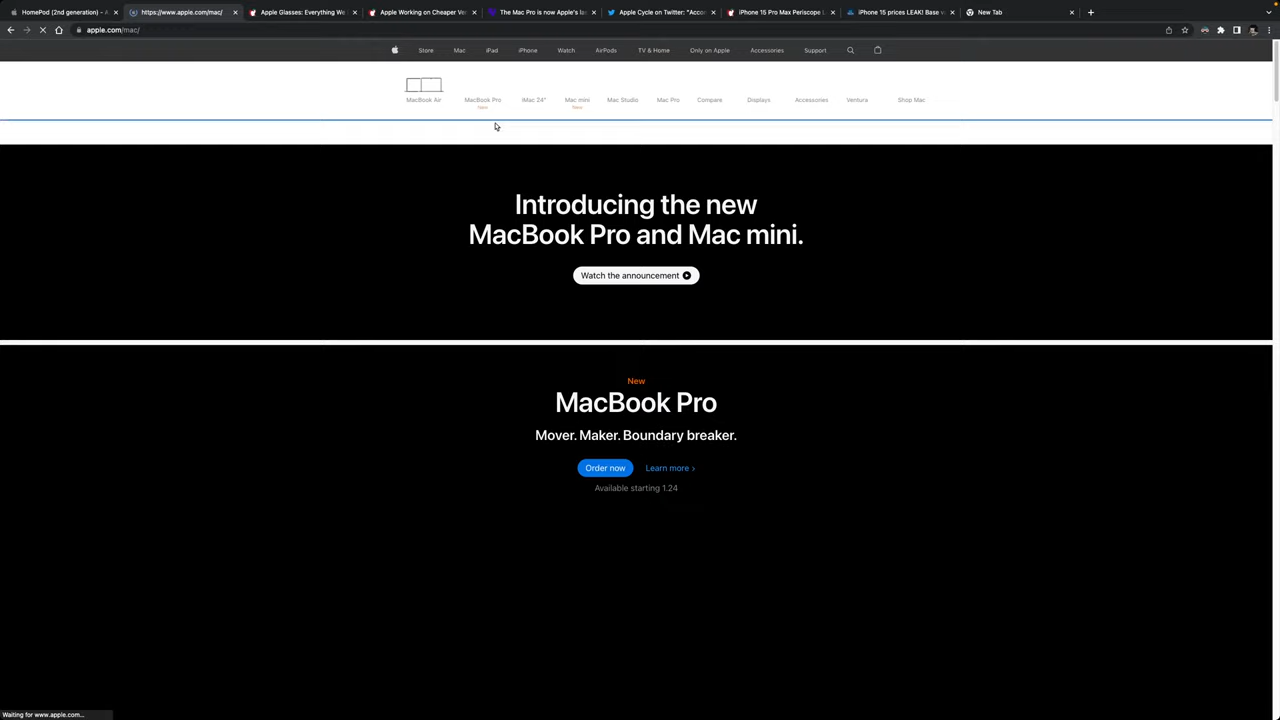 HomePod (2nd generation) - A
https://www.apple.com/mac/
Apple Glasses: Everything We
Apple Working on Cheaper Ver
The Mac Pro is now Apple's la
Apple Cycle on Twitter: "Acco
iPhone 15 Pro Max Periscope L
iPhone 15 prices LEAK! Base v
New Tab
apple.com/mac/
Store
Mac
iPad
iPhone
Watch
AirPods
TV & Home
Only on Apple
Accessories
Support
MacBook Air
MacBook Pro
New
iMac 24"
Mac mini
New
Mac Studio
Mac Pro
Compare
Displays
Accessories
Ventura
Shop Mac
Introducing the new
MacBook Pro and Mac mini.
Watch the announcement
New
MacBook Pro
Mover. Maker. Boundary breaker.
Order now
Learn more >
Available starting 1.24
Waiting for www.apple.com...